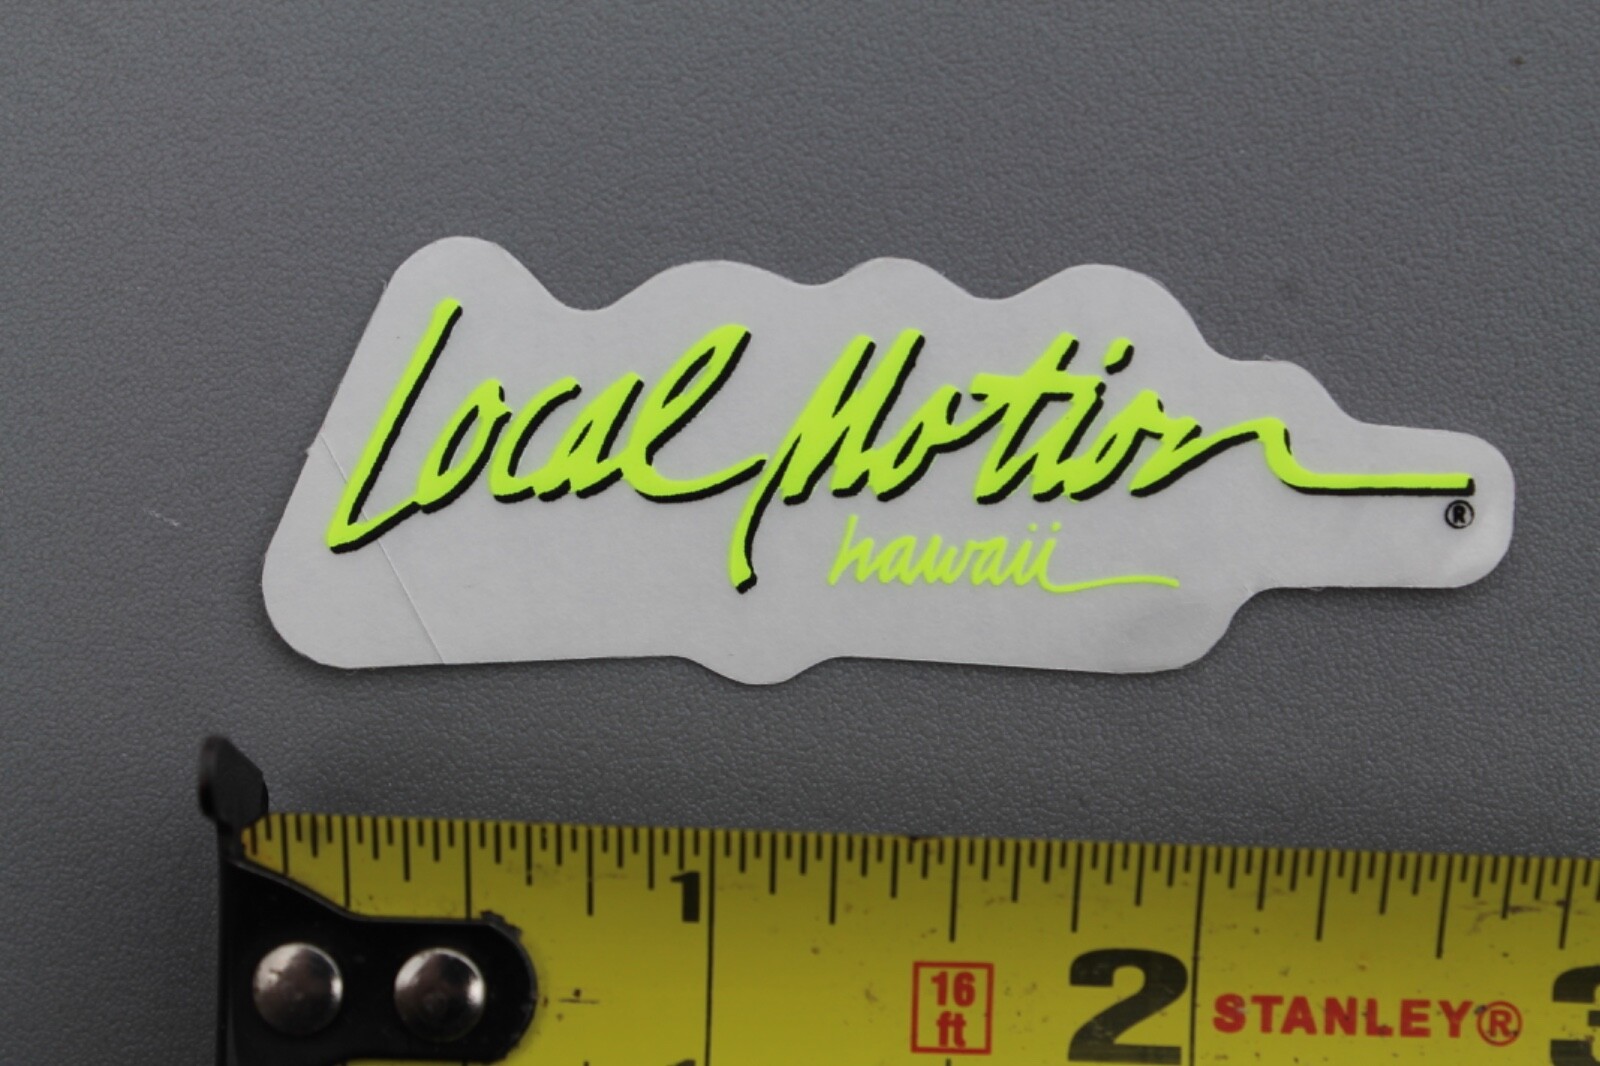 Local Motion
®
hawaii
1
16
ft
2
STANLEY®
3